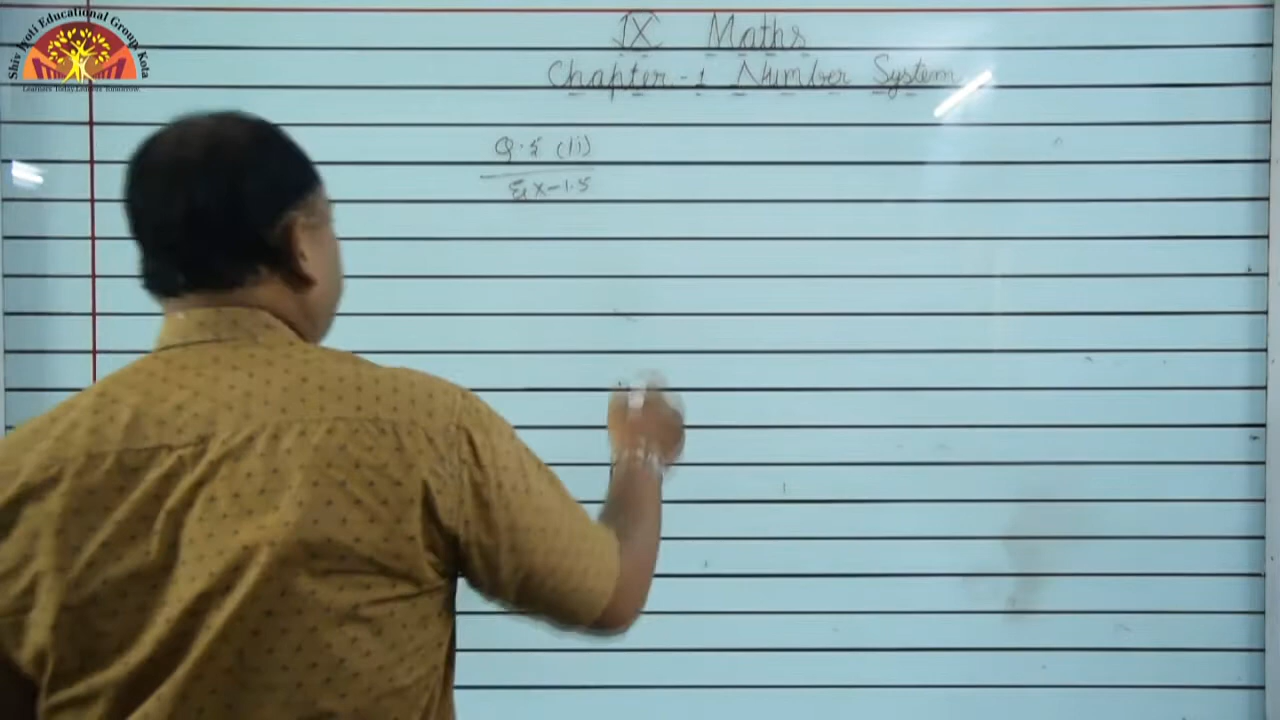 Shiv Jyoti Educational Group, Kota
Learners Today, Leaders Tomorrow.
IX Maths
Chapter-1 Number System
Q.5 (ii)
Ex-1.5